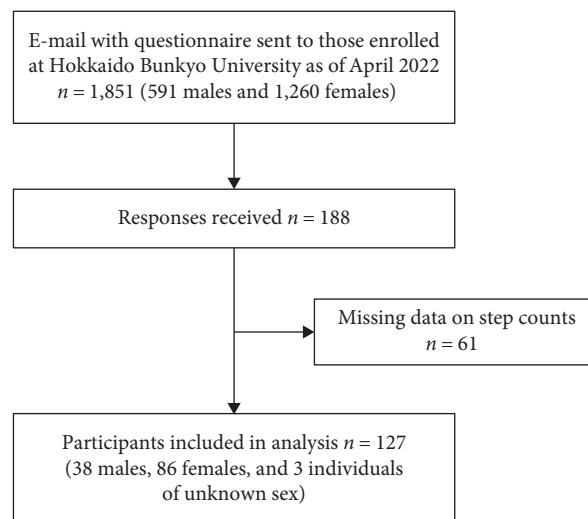 E-mail with questionnaire sent to those enrolled
at Hokkaido Bunkyo University as of April 2022
n = 1,851 (591 males and 1,260 females)
Responses received n = 188
Missing data on step counts
n = 61
Participants included in analysis n = 127
(38 males, 86 females, and 3 individuals
of unknown sex)